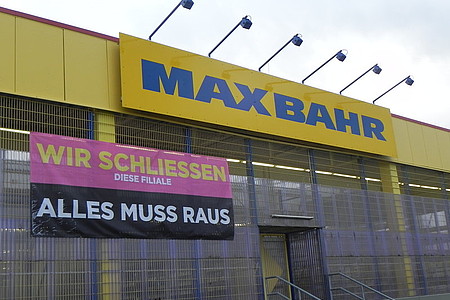 MAX BAHR
WIR SCHLIESSEN
DIESE FILIALE
ALLES MUSS RAUS